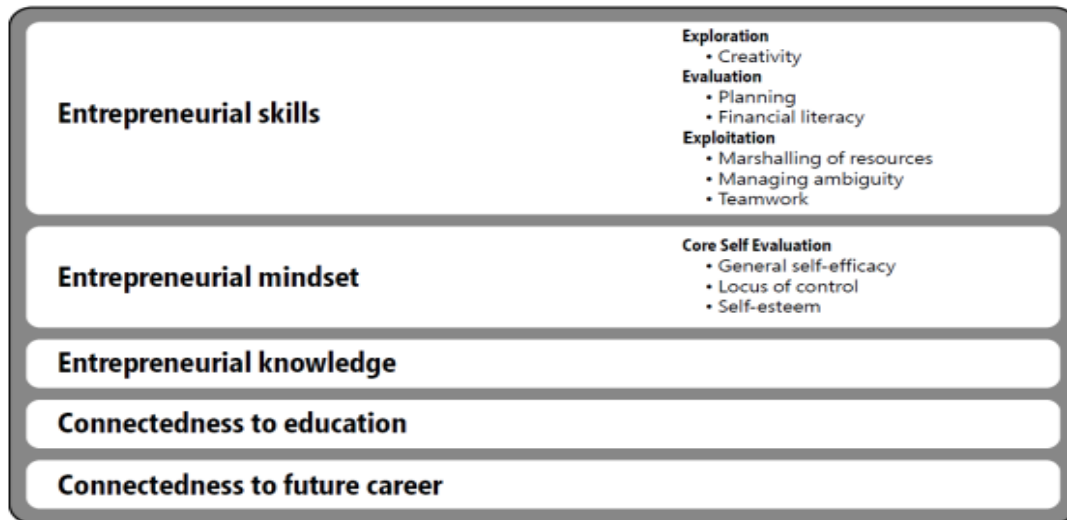 Entrepreneurial skills
Exploration
• Creativity
Evaluation
• Planning
• Financial literacy
Exploitation
• Marshalling of resources
• Managing ambiguity
• Teamwork
Entrepreneurial mindset
Core Self Evaluation
• General self-efficacy
• Locus of control
• Self-esteem
Entrepreneurial knowledge
Connectedness to education
Connectedness to future career